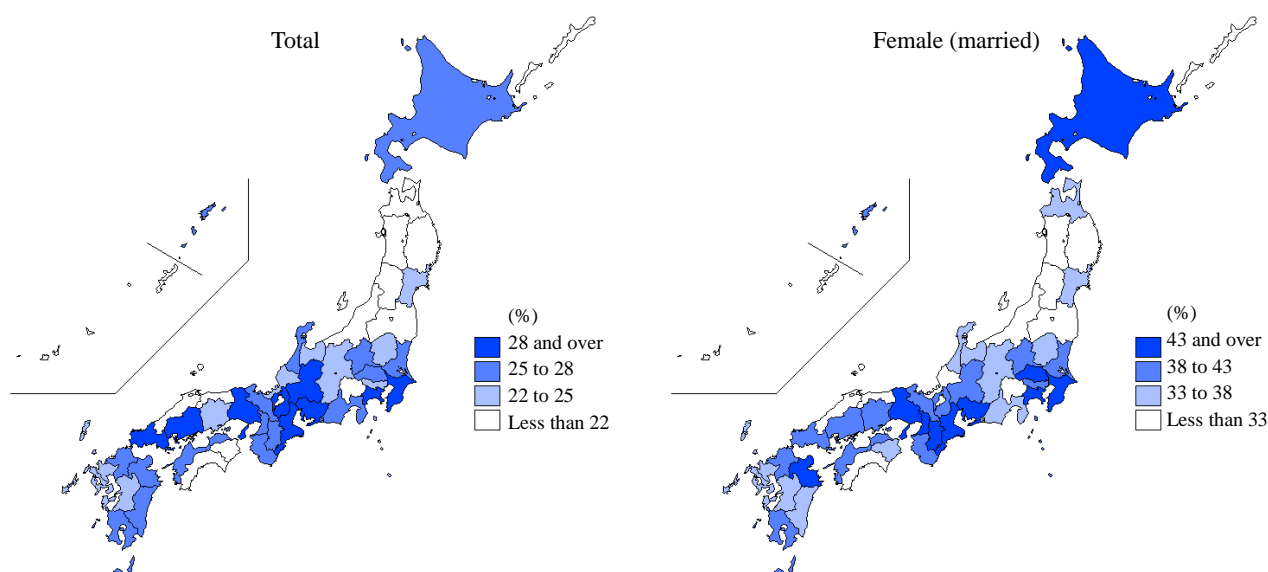 Total
(%)
28 and over
25 to 28
22 to 25
Less than 22
Female (married)
(%)
43 and over
38 to 43
33 to 38
Less than 33